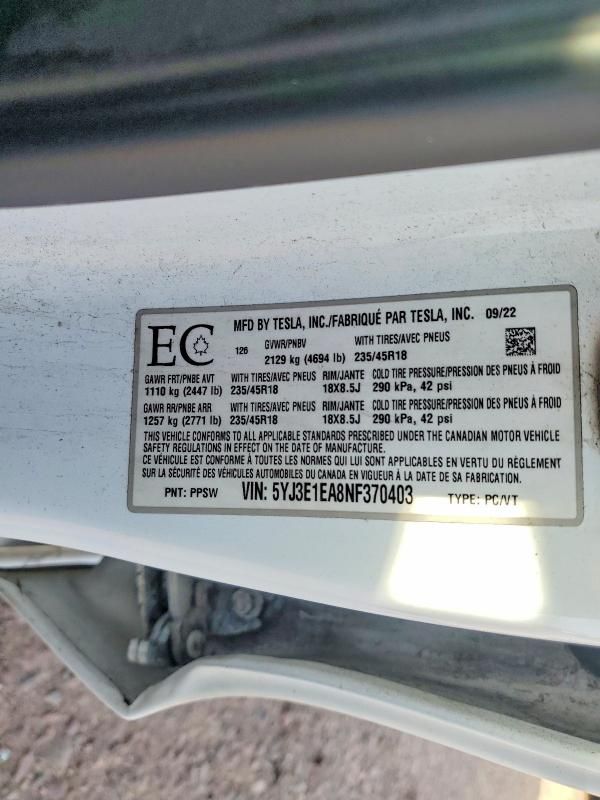 MFD BY TESLA, INC./FABRIQUÉ PAR TESLA, INC. 09/22
EC 126 GVWR/PNBV WITH TIRES/AVEC PNEUS
2129 kg (4694 lb) 235/45R18
GAWR FRT/PNBE AVT WITH TIRES/AVEC PNEUS RIM/JANTE COLD TIRE PRESSURE/PRESSION DES PNEUS À FROID
1110 kg (2447 lb) 235/45R18 18X8.5J 290 kPa, 42 psi
GAWR RR/PNBE ARR WITH TIRES/AVEC PNEUS RIM/JANTE COLD TIRE PRESSURE/PRESSION DES PNEUS À FROID
1257 kg (2771 lb) 235/45R18 18X8.5J 290 kPa, 42 psi
THIS VEHICLE CONFORMS TO ALL APPLICABLE STANDARDS PRESCRIBED UNDER THE CANADIAN MOTOR VEHICLE
SAFETY REGULATIONS IN EFFECT ON THE DATE OF MANUFACTURE.
CE VÉHICULE EST CONFORME À TOUTES LES NORMES QUI LUI SONT APPLICABLES EN VERTU DU RÈGLEMENT
SUR LA SÉCURITÉ DES VÉHICULES AUTOMOBILES DU CANADA EN VIGUEUR À LA DATE DE SA FABRICATION.
PNT: PPSW VIN: 5YJ3E1EA8NF370403 TYPE: PC/VT